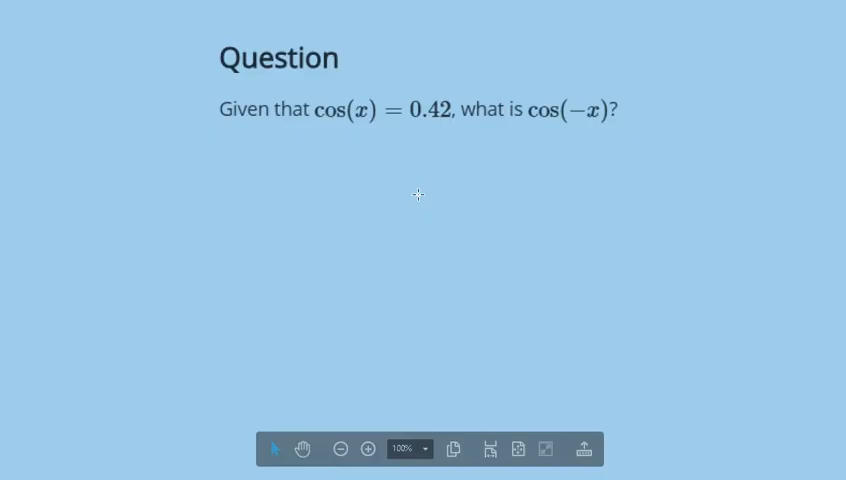 Question
Given that cos(x) = 0.42, what is cos(−x)?
100%